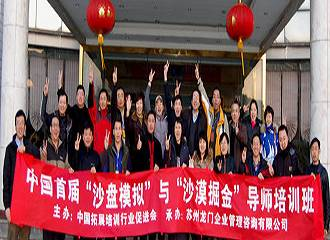 中国首届“沙盘模拟”与“沙漠掘金”导师培训班
主办：中国拓展培训行业促进会 承办：苏州龙门企业管理咨询有限公司